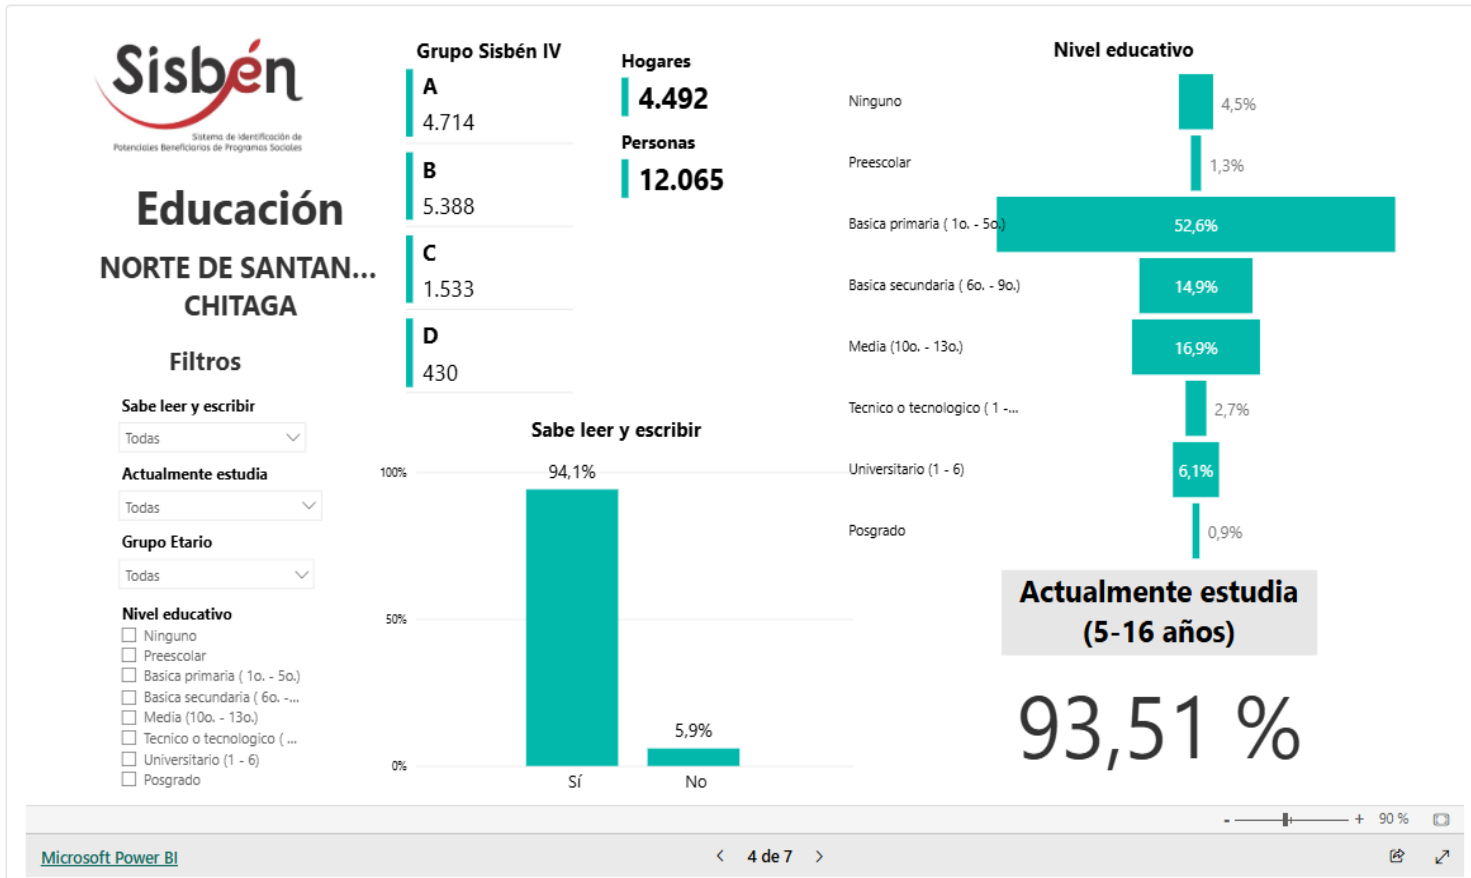 Sisbén
Sistema de Identificación de
Potenciales Beneficiarios de Programas Sociales
Educación
NORTE DE SANTAN...
CHITAGA
Filtros
Sabe leer y escribir
Todas
Actualmente estudia
Todas
Grupo Etario
Todas
Nivel educativo
Ninguno
Preescolar
Basica primaria ( 1o. - 5o.)
Basica secundaria ( 6o. -...
Media (10o. - 13o.)
Tecnico o tecnologico ( ...
Universitario (1 - 6)
Posgrado
Grupo Sisbén IV
A
4.714
B
5.388
C
1.533
D
430
Hogares
4.492
Personas
12.065
Sabe leer y escribir
100%
50%
0%
94,1%
5,9%
Sí
No
Nivel educativo
Ninguno
4,5%
Preescolar
1,3%
Basica primaria ( 1o. - 5o.)
52,6%
Basica secundaria ( 6o. - 9o.)
14,9%
Media (10o. - 13o.)
16,9%
Tecnico o tecnologico ( 1 -...
2,7%
Universitario (1 - 6)
6,1%
Posgrado
0,9%
Actualmente estudia
(5-16 años)
93,51 %
- + 90 %
Microsoft Power BI
< 4 de 7 >